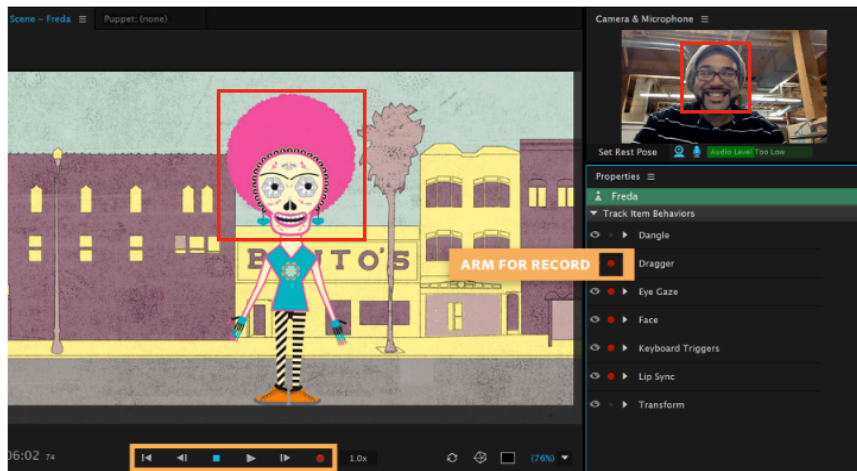 Scene – Freda
Puppet: (none)
Camera & Microphone
Set Rest Pose
Audio Level Too Low
Properties
Freda
Track Item Behaviors
Dangle
BENITO'S
ARM FOR RECORD
Dragger
Eye Gaze
Face
Keyboard Triggers
Lip Sync
Transform
06:02 74
1.0x
(76%)